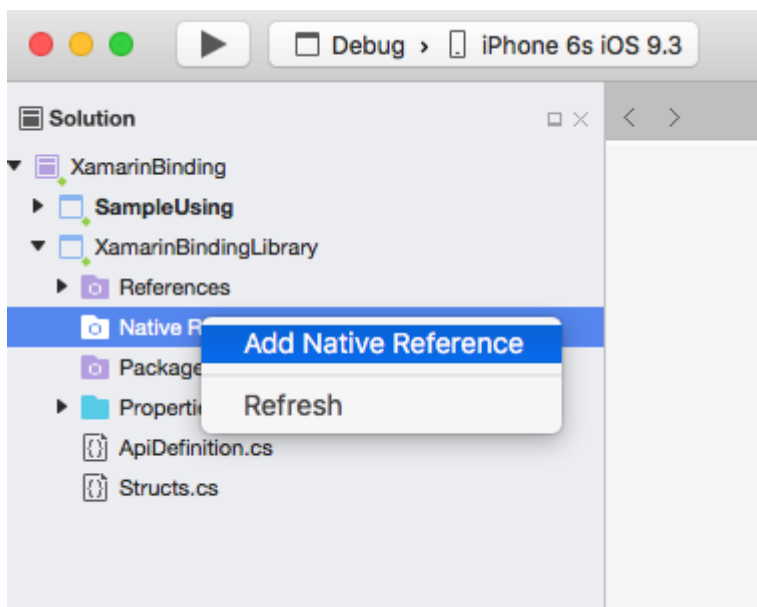 Debug › iPhone 6s iOS 9.3
Solution
XamarinBinding
SampleUsing
XamarinBindingLibrary
References
Native R
Add Native Reference
Package
Refresh
Properti
ApiDefinition.cs
Structs.cs